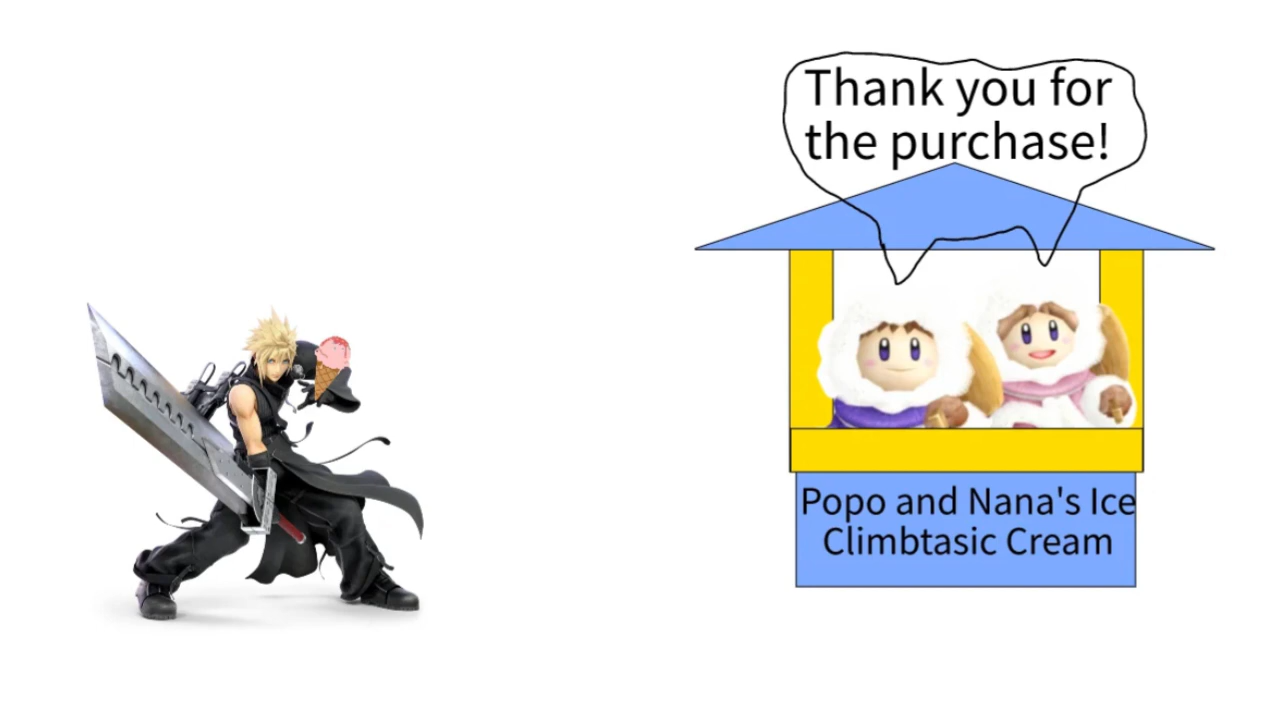 Thank you for
the purchase!
Popo and Nana's Ice
Climbtasic Cream